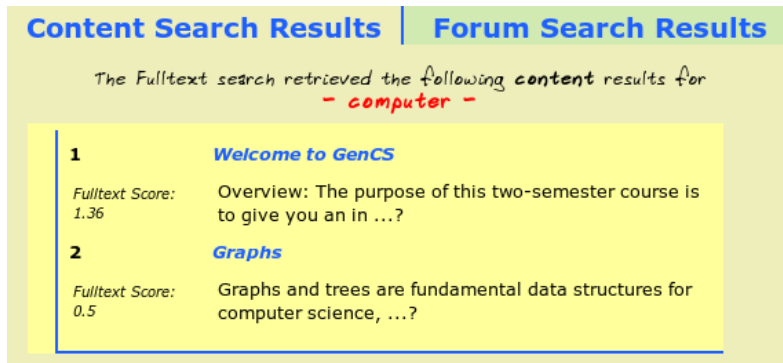 Content Search Results Forum Search Results
The Fulltext search retrieved the following content results for
- computer -
1 Welcome to GenCS
Fulltext Score: Overview: The purpose of this two-semester course is
1.36 to give you an in ...?
2 Graphs
Fulltext Score: Graphs and trees are fundamental data structures for
0.5 computer science, ...?